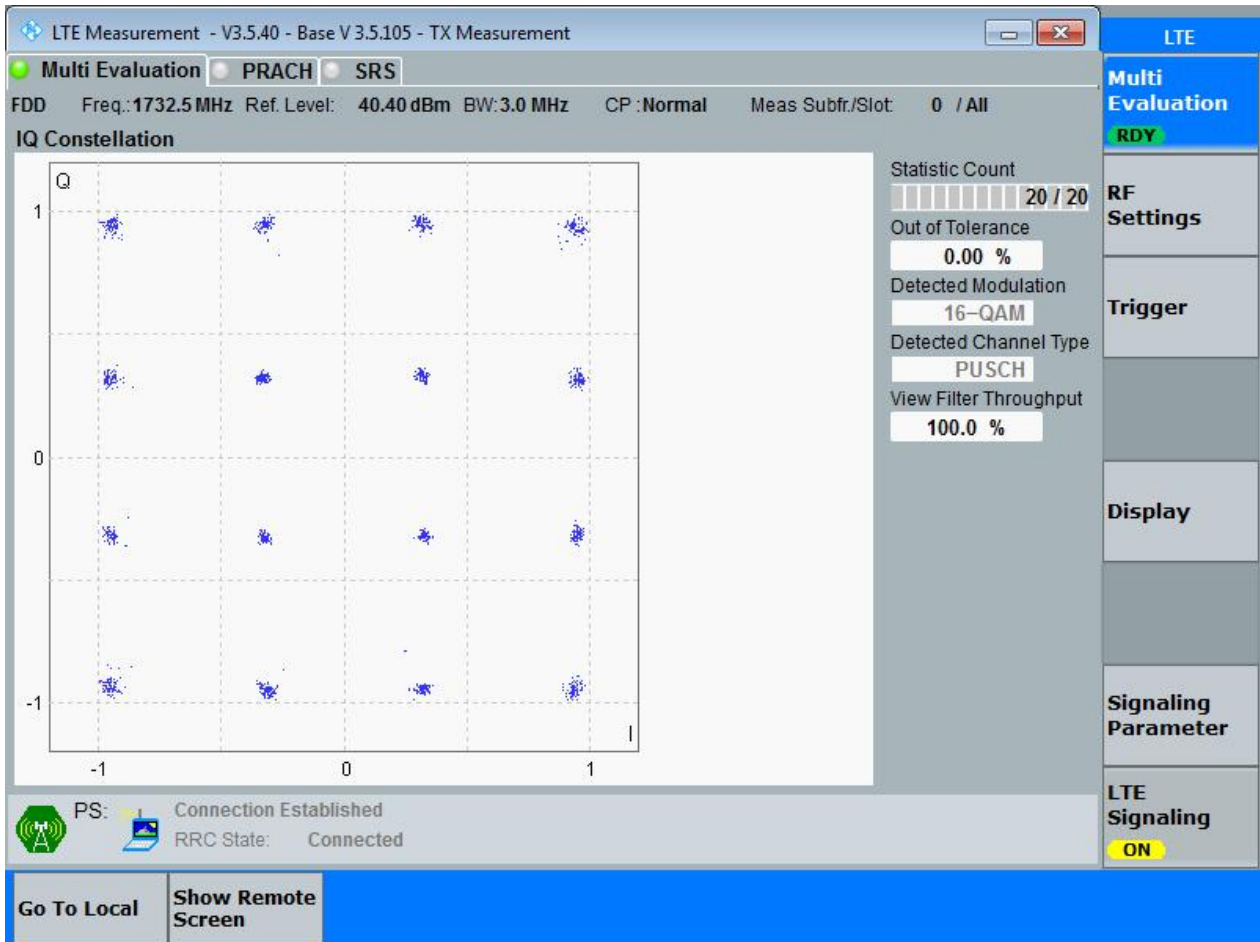 LTE Measurement - V3.5.40 - Base V 3.5.105 - TX Measurement
LTE
Multi Evaluation PRACH SRS
Multi
Evaluation
RDY
FDD Freq.: 1732.5 MHz Ref. Level: 40.40 dBm BW: 3.0 MHz CP : Normal Meas Subfr./Slot: 0 / All
IQ Constellation
Q
1
0
-1
I
-1 0 1
Statistic Count
20 / 20
Out of Tolerance
0.00 %
Detected Modulation
16-QAM
Detected Channel Type
PUSCH
View Filter Throughput
100.0 %
RF
Settings
Trigger
Display
Signaling
Parameter
LTE
Signaling
ON
PS: Connection Established
RRC State: Connected
Go To Local
Show Remote
Screen